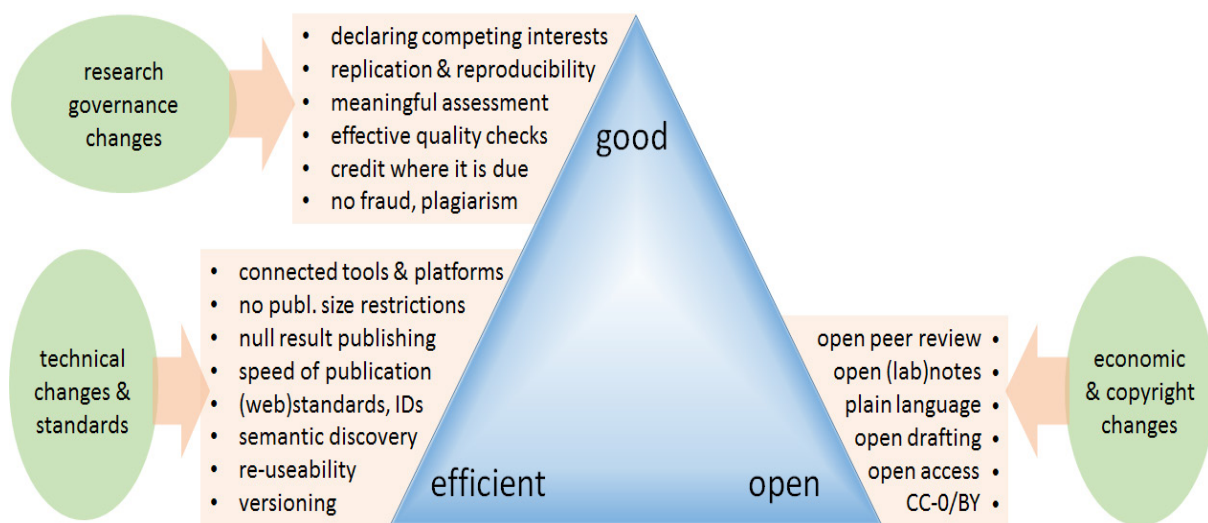 research
governance
changes
• declaring competing interests
• replication & reproducibility
• meaningful assessment
• effective quality checks
• credit where it is due
• no fraud, plagiarism
good
technical
changes &
standards
• connected tools & platforms
• no publ. size restrictions
• null result publishing
• speed of publication
• (web)standards, IDs
• semantic discovery
• re-useability
• versioning
efficient
open
open peer review •
open (lab)notes •
plain language •
open drafting •
open access •
CC-0/BY •
economic
& copyright
changes